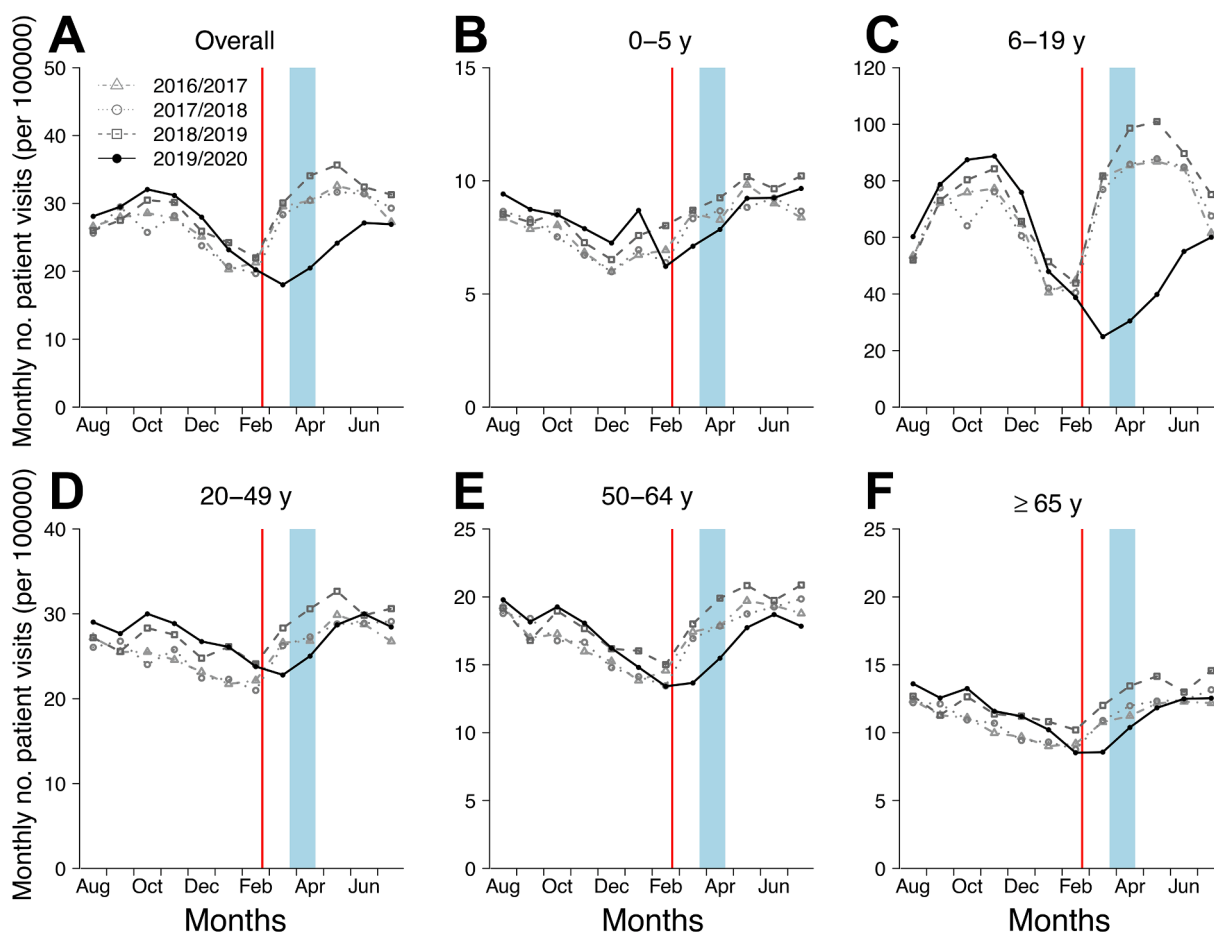 A Overall
Monthly no. patient visits (per 100000)
50
40
30
20
10
0
2016/2017
2017/2018
2018/2019
2019/2020
Aug Oct Dec Feb Apr Jun
B 0–5 y
15
10
5
0
Aug Oct Dec Feb Apr Jun
C 6–19 y
120
100
80
60
40
20
0
Aug Oct Dec Feb Apr Jun
D 20–49 y
Monthly no. patient visits (per 100000)
40
30
20
10
0
Aug Oct Dec Feb Apr Jun
Months
E 50–64 y
25
20
15
10
5
0
Aug Oct Dec Feb Apr Jun
Months
F ≥ 65 y
25
20
15
10
5
0
Aug Oct Dec Feb Apr Jun
Months